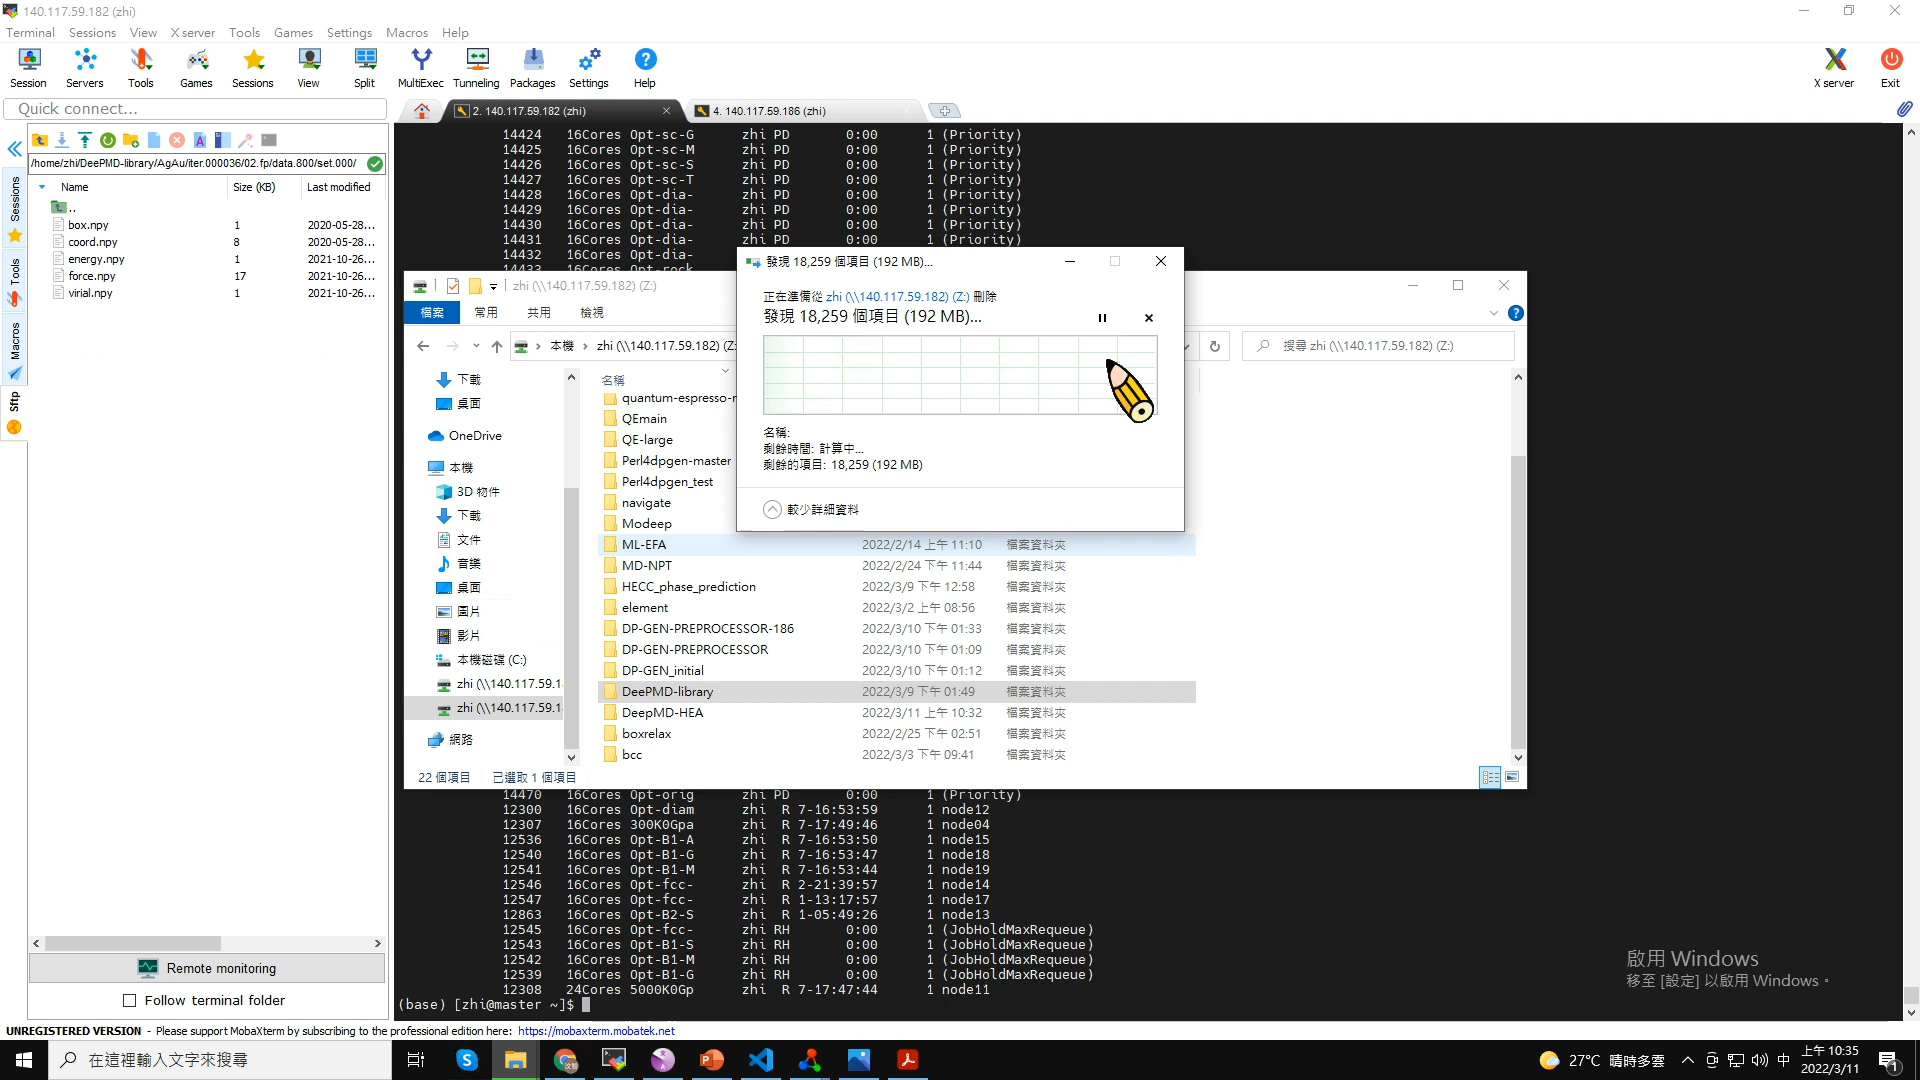 140.117.59.182 (zhi)
Terminal Sessions View X server Tools Games Settings Macros Help
Session Servers Tools Games Sessions View Split MultiExec Tunneling Packages Settings Help X server Exit
Quick connect...
2. 140.117.59.182 (zhi)
4. 140.117.59.186 (zhi)
/home/zhi/DeePMD-library/AgAu/iter.000036/02.fp/data.800/set.000/
Name Size (KB) Last modified
..
box.npy 1 2020-05-28...
coord.npy 8 2020-05-28...
energy.npy 1 2021-10-26...
force.npy 17 2021-10-26...
virial.npy 1 2021-10-26...
Sessions
Tools
Macros
Sftp
Remote monitoring
Follow terminal folder
14424 16Cores Opt-sc-G zhi PD 0:00 1 (Priority)
14425 16Cores Opt-sc-M zhi PD 0:00 1 (Priority)
14426 16Cores Opt-sc-S zhi PD 0:00 1 (Priority)
14427 16Cores Opt-sc-T zhi PD 0:00 1 (Priority)
14428 16Cores Opt-dia- zhi PD 0:00 1 (Priority)
14429 16Cores Opt-dia- zhi PD 0:00 1 (Priority)
14430 16Cores Opt-dia- zhi PD 0:00 1 (Priority)
14431 16Cores Opt-dia- zhi PD 0:00 1 (Priority)
14432 16Cores Opt-dia-
14433 16Cores Opt-rock
zhi (\\140.117.59.182) (Z:)
檔案 常用 共用 檢視
本機 › zhi (\\140.117.59.182) (Z:
搜尋 zhi (\\140.117.59.182) (Z:)
下載
桌面
OneDrive
本機
3D 物件
下載
文件
音樂
桌面
圖片
影片
本機磁碟 (C:)
zhi (\\140.117.59.1
zhi (\\140.117.59.1
網路
名稱
quantum-espresso-
QEmain
QE-large
Perl4dpgen-master
Perl4dpgen_test
navigate
Modeep
ML-EFA 2022/2/14 上午 11:10 檔案資料夾
MD-NPT 2022/2/24 下午 11:44 檔案資料夾
HECC_phase_prediction 2022/3/9 下午 12:58 檔案資料夾
element 2022/3/2 上午 08:56 檔案資料夾
DP-GEN-PREPROCESSOR-186 2022/3/10 下午 01:33 檔案資料夾
DP-GEN-PREPROCESSOR 2022/3/10 下午 01:09 檔案資料夾
DP-GEN_initial 2022/3/10 下午 01:12 檔案資料夾
DeePMD-library 2022/3/9 下午 01:49 檔案資料夾
DeepMD-HEA 2022/3/11 上午 10:32 檔案資料夾
boxrelax 2022/2/25 下午 02:51 檔案資料夾
bcc 2022/3/3 下午 09:41 檔案資料夾
22 個項目 已選取 1 個項目
發現 18,259 個項目 (192 MB)...
正在準備從 zhi (\\140.117.59.182) (Z:) 刪除
發現 18,259 個項目 (192 MB)...
名稱:
剩餘時間: 計算中...
剩餘的項目: 18,259 (192 MB)
較少詳細資料
14470 16Cores Opt-orig zhi PD 0:00 1 (Priority)
12300 16Cores Opt-diam zhi R 7-16:53:59 1 node12
12307 16Cores 300K0Gpa zhi R 7-17:49:46 1 node04
12536 16Cores Opt-B1-A zhi R 7-16:53:50 1 node15
12540 16Cores Opt-B1-G zhi R 7-16:53:47 1 node18
12541 16Cores Opt-B1-M zhi R 7-16:53:44 1 node19
12546 16Cores Opt-fcc- zhi R 2-21:39:57 1 node14
12547 16Cores Opt-fcc- zhi R 1-13:17:57 1 node17
12863 16Cores Opt-B2-S zhi R 1-05:49:26 1 node13
12545 16Cores Opt-fcc- zhi RH 0:00 1 (JobHoldMaxRequeue)
12543 16Cores Opt-B1-S zhi RH 0:00 1 (JobHoldMaxRequeue)
12542 16Cores Opt-B1-M zhi RH 0:00 1 (JobHoldMaxRequeue)
12539 16Cores Opt-B1-G zhi RH 0:00 1 (JobHoldMaxRequeue)
12308 24Cores 5000K0Gp zhi R 7-17:47:44 1 node11
(base) [zhi@master ~]$
啟用 Windows
移至 [設定] 以啟用 Windows。
UNREGISTERED VERSION - Please support MobaXterm by subscribing to the professional edition here: https://mobaxterm.mobatek.net
在這裡輸入文字來搜尋
27°C 晴時多雲
中
上午 10:35
2022/3/11
1